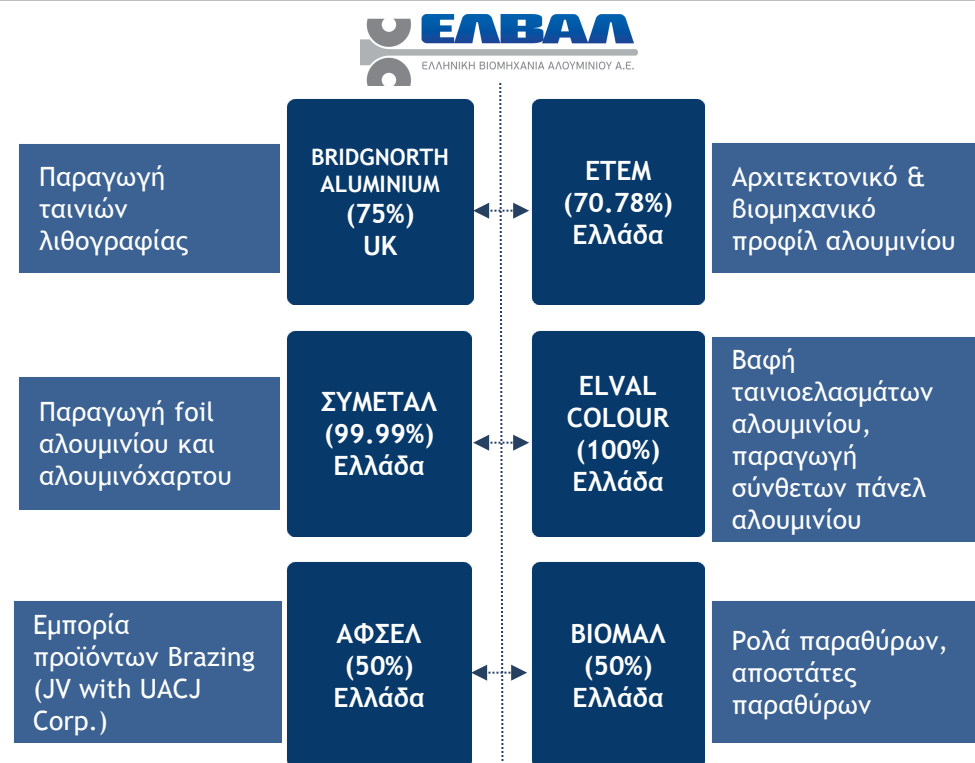 ΕΛΒΑΛ
ΕΛΛΗΝΙΚΗ ΒΙΟΜΗΧΑΝΙΑ ΑΛΟΥΜΙΝΙΟΥ Α.Ε.
Παραγωγή
ταινιών
λιθογραφίας
BRIDGNORTH
ALUMINIUM
(75%)
UK
ΕΤΕΜ
(70.78%)
Ελλάδα
Αρχιτεκτονικό &
βιομηχανικό
προφίλ αλουμινίου
Παραγωγή foil
αλουμινίου και
αλουμινόχαρτου
ΣΥΜΕΤΑΛ
(99.99%)
Ελλάδα
ELVAL
COLOUR
(100%)
Ελλάδα
Βαφή
ταινιοελασμάτων
αλουμινίου,
παραγωγή
σύνθετων πάνελ
αλουμινίου
Εμπορία
προϊόντων Brazing
(JV with UACJ
Corp.)
ΑΦΣΕΛ
(50%)
Ελλάδα
ΒΙΟΜΑΛ
(50%)
Ελλάδα
Ρολά παραθύρων,
αποστάτες
παραθύρων